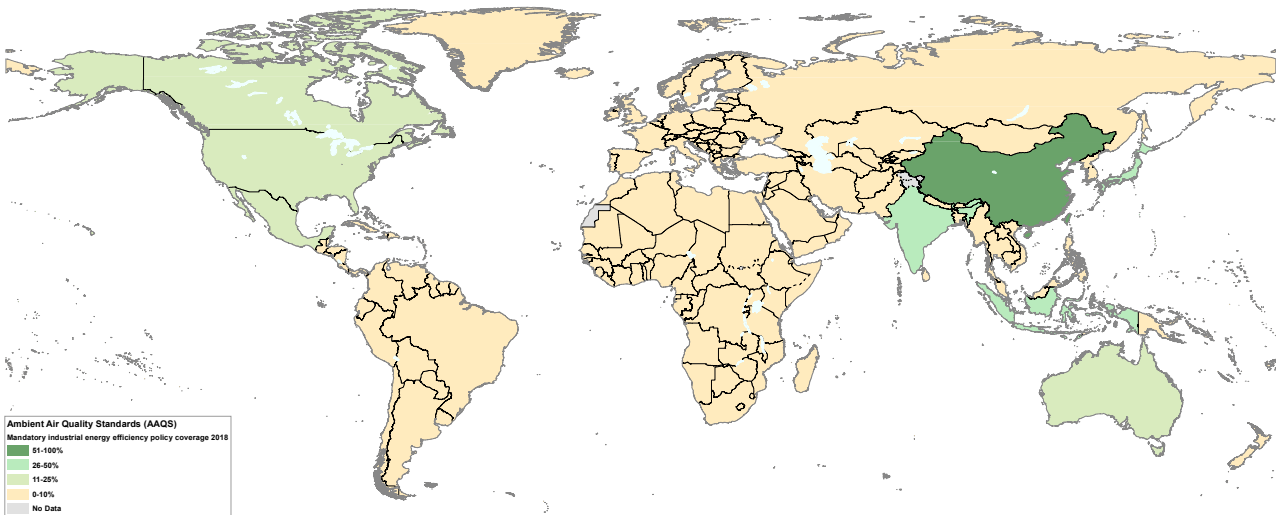 Ambient Air Quality Standards (AAQS)
Mandatory industrial energy efficiency policy coverage 2018
51-100%
26-50%
11-25%
0-10%
No Data